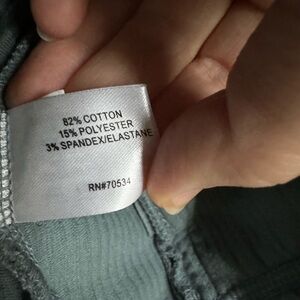 82% COTTON
15% POLYESTER
3% SPANDEX/ELASTANE
RN#70534